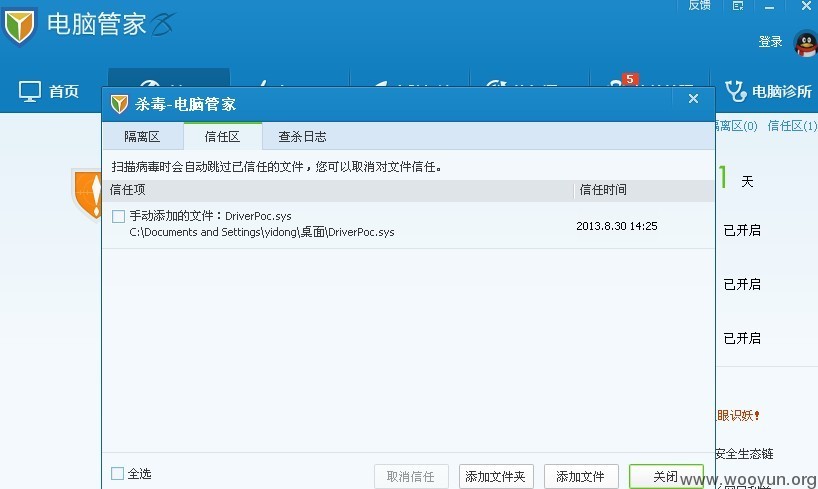 反馈
电脑管家
登录
首页
5
电脑诊所
杀毒-电脑管家
隔离区
信任区
查杀日志
隔离区(0) 信任区(1)
扫描病毒时会自动跳过已信任的文件，您可以取消对文件信任。
信任项
信任时间
1 天
手动添加的文件：DriverPoc.sys
C:\Documents and Settings\yidong\桌面\DriverPoc.sys
2013.8.30 14:25
已开启
已开启
已开启
眼识妖!
安全生态链
全选
取消信任
添加文件夹
添加文件
关闭
www.wooyun.org